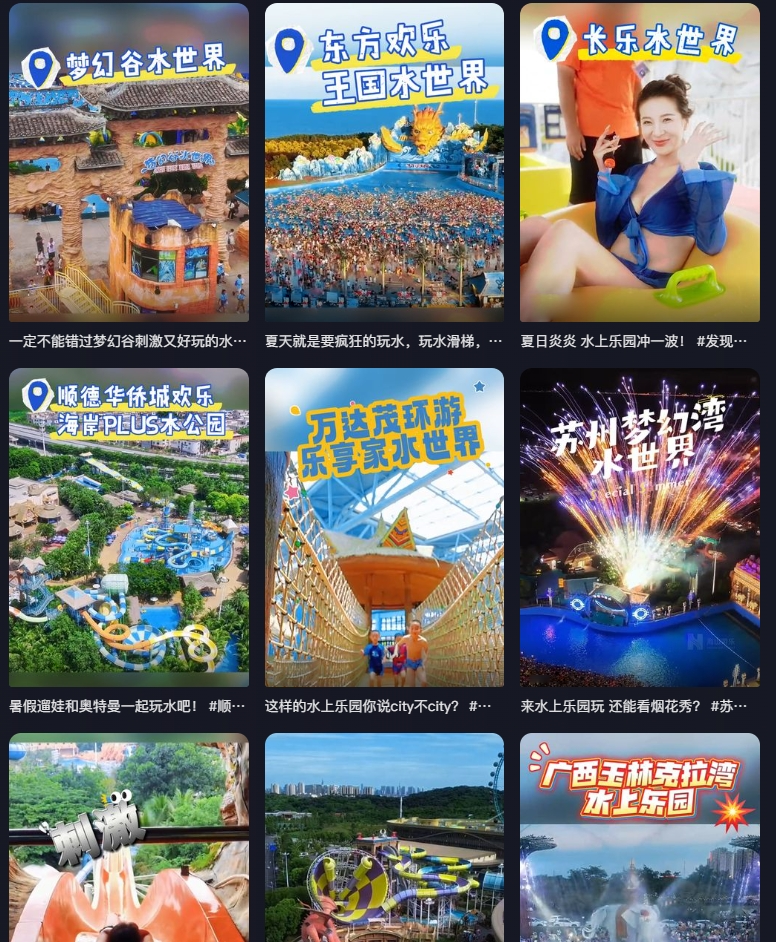 梦幻谷水世界
东方欢乐
王国水世界
长乐水世界
一定不能错过梦幻谷刺激又好玩的水…
夏天就是要疯狂的玩水，玩水滑梯，…
夏日炎炎 水上乐园冲一波！ #发现…
顺德华侨城欢乐
海岸PLUS水公园
万达茂环游
乐享家水世界
苏州梦幻湾
水世界
暑假遛娃和奥特曼一起玩水吧！ #顺…
这样的水上乐园你说city不city？ #…
来水上乐园玩 还能看烟花秀？ #苏…
刺激
广西玉林克拉湾
水上乐园